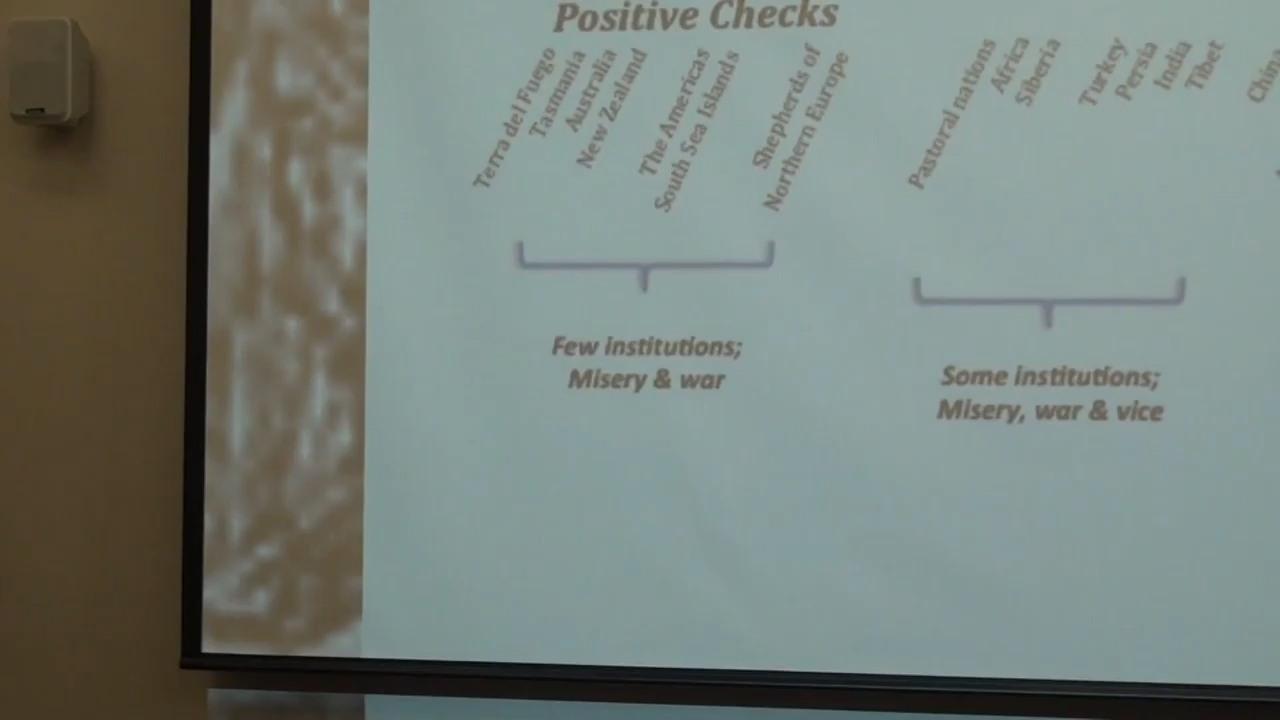 Positive Checks
Terra del Fuego
Tasmania
Australia
New Zealand
The Americas
South Sea Islands
Shepherds of
Northern Europe
Pastoral nations
Africa
Siberia
Turkey
Persia
India
Tibet
China
Few institutions;
Misery & war
Some institutions;
Misery, war & vice